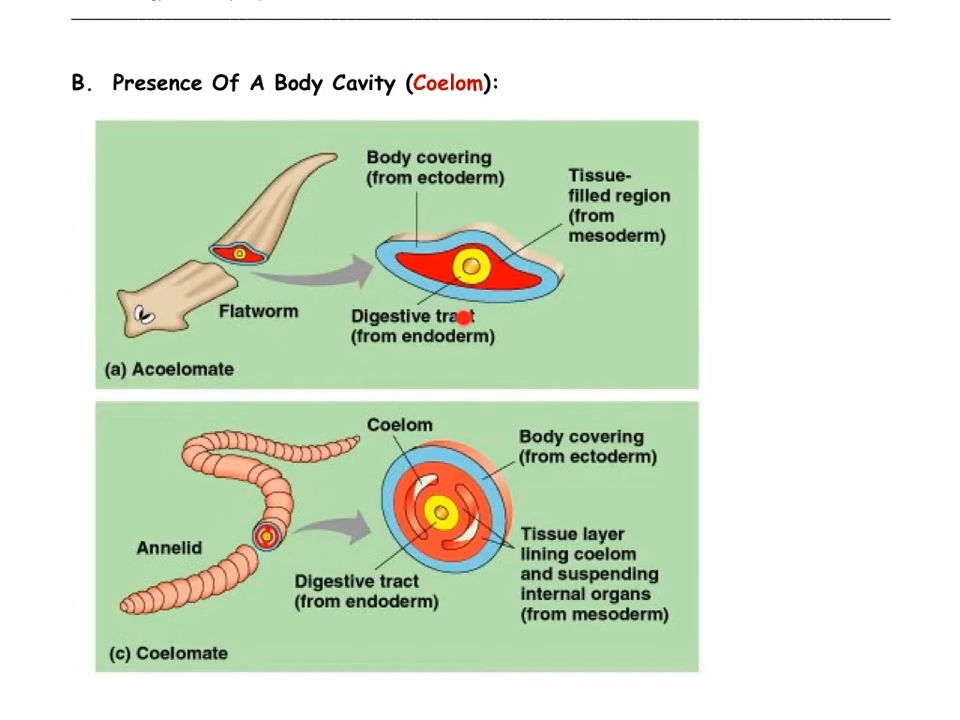 B. Presence Of A Body Cavity (Coelom):
Body covering
(from ectoderm)
Tissue-
filled region
(from
mesoderm)
Flatworm
Digestive tract
(from endoderm)
(a) Acoelomate
Coelom
Body covering
(from ectoderm)
Annelid
Tissue layer
lining coelom
and suspending
internal organs
(from mesoderm)
Digestive tract
(from endoderm)
(c) Coelomate